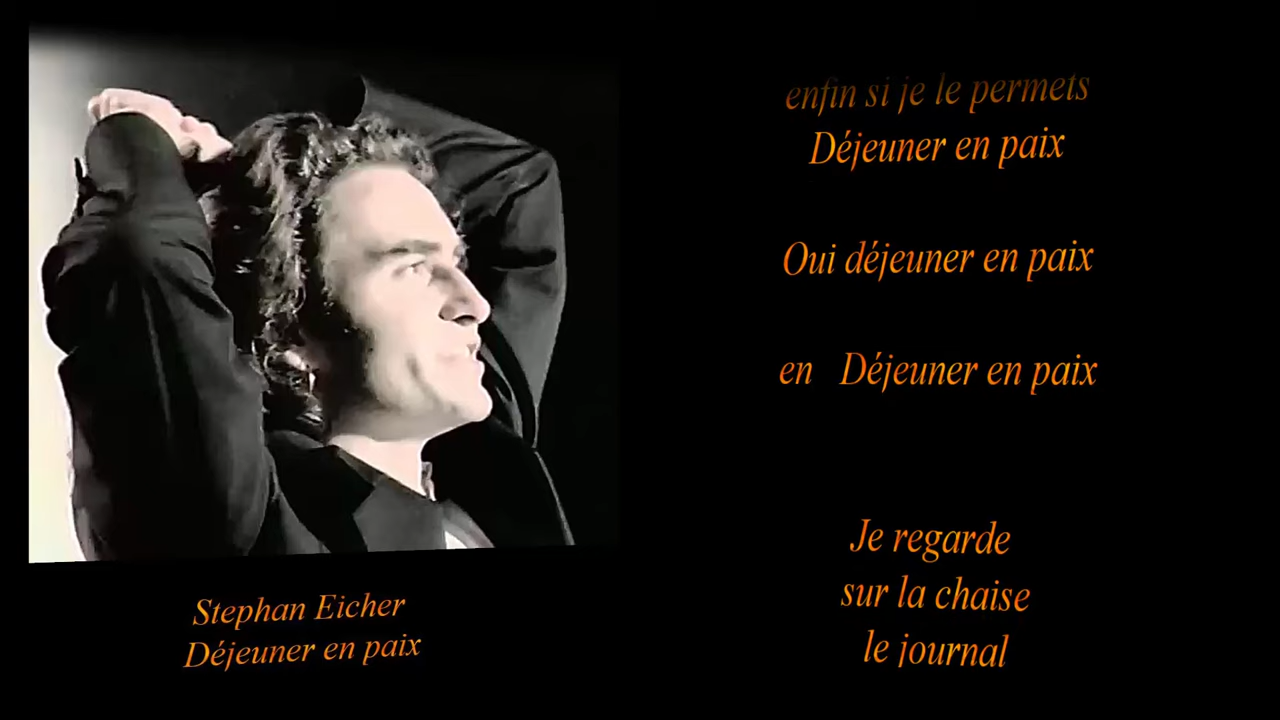 enfin si je le permets
Déjeuner en paix
Oui déjeuner en paix
en Déjeuner en paix
Je regarde
sur la chaise
le journal
Stephan Eicher
Déjeuner en paix